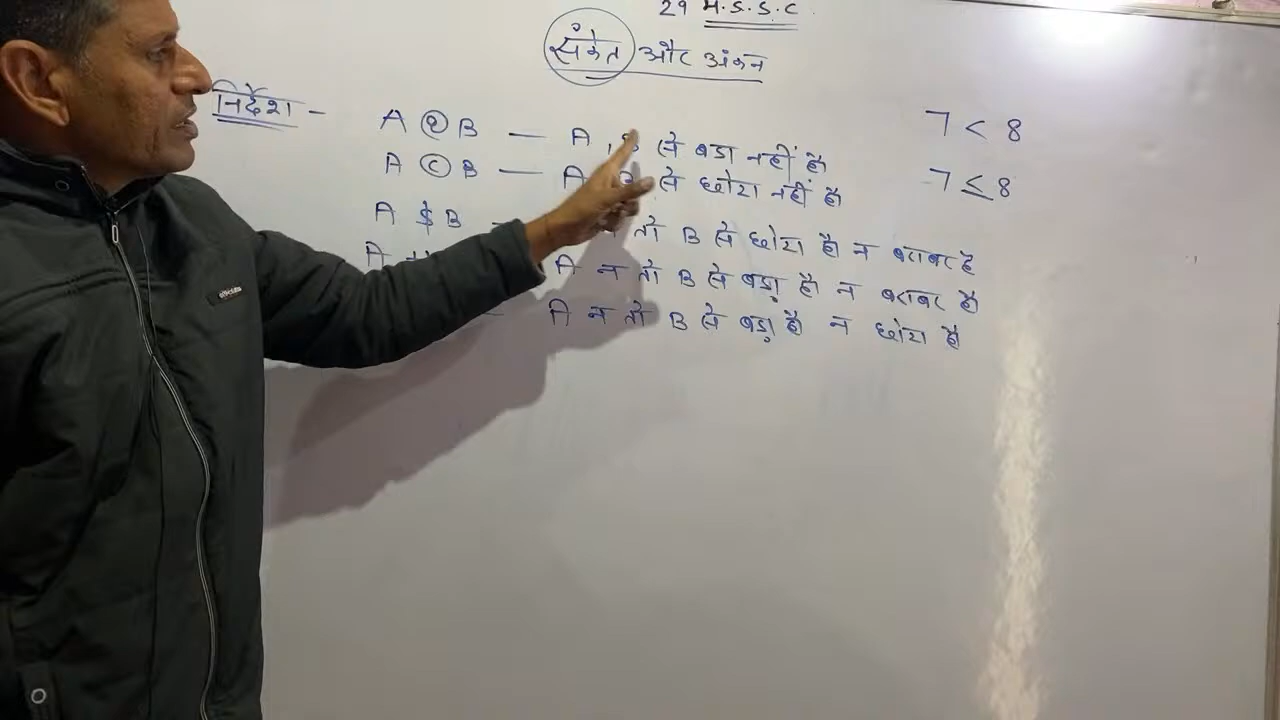 29 H.S.S.C.
संकेत और अंकन
निर्देश -
A @ B — A, B से बड़ा नहीं है 7 < 8
A © B — A B से छोटा नहीं है 7 ≤ 8
A $ B — तो B से छोटा है न बराबर है
A A न तो B से बड़ा है न बराबर है
— A न तो B से बड़ा है न छोटा है